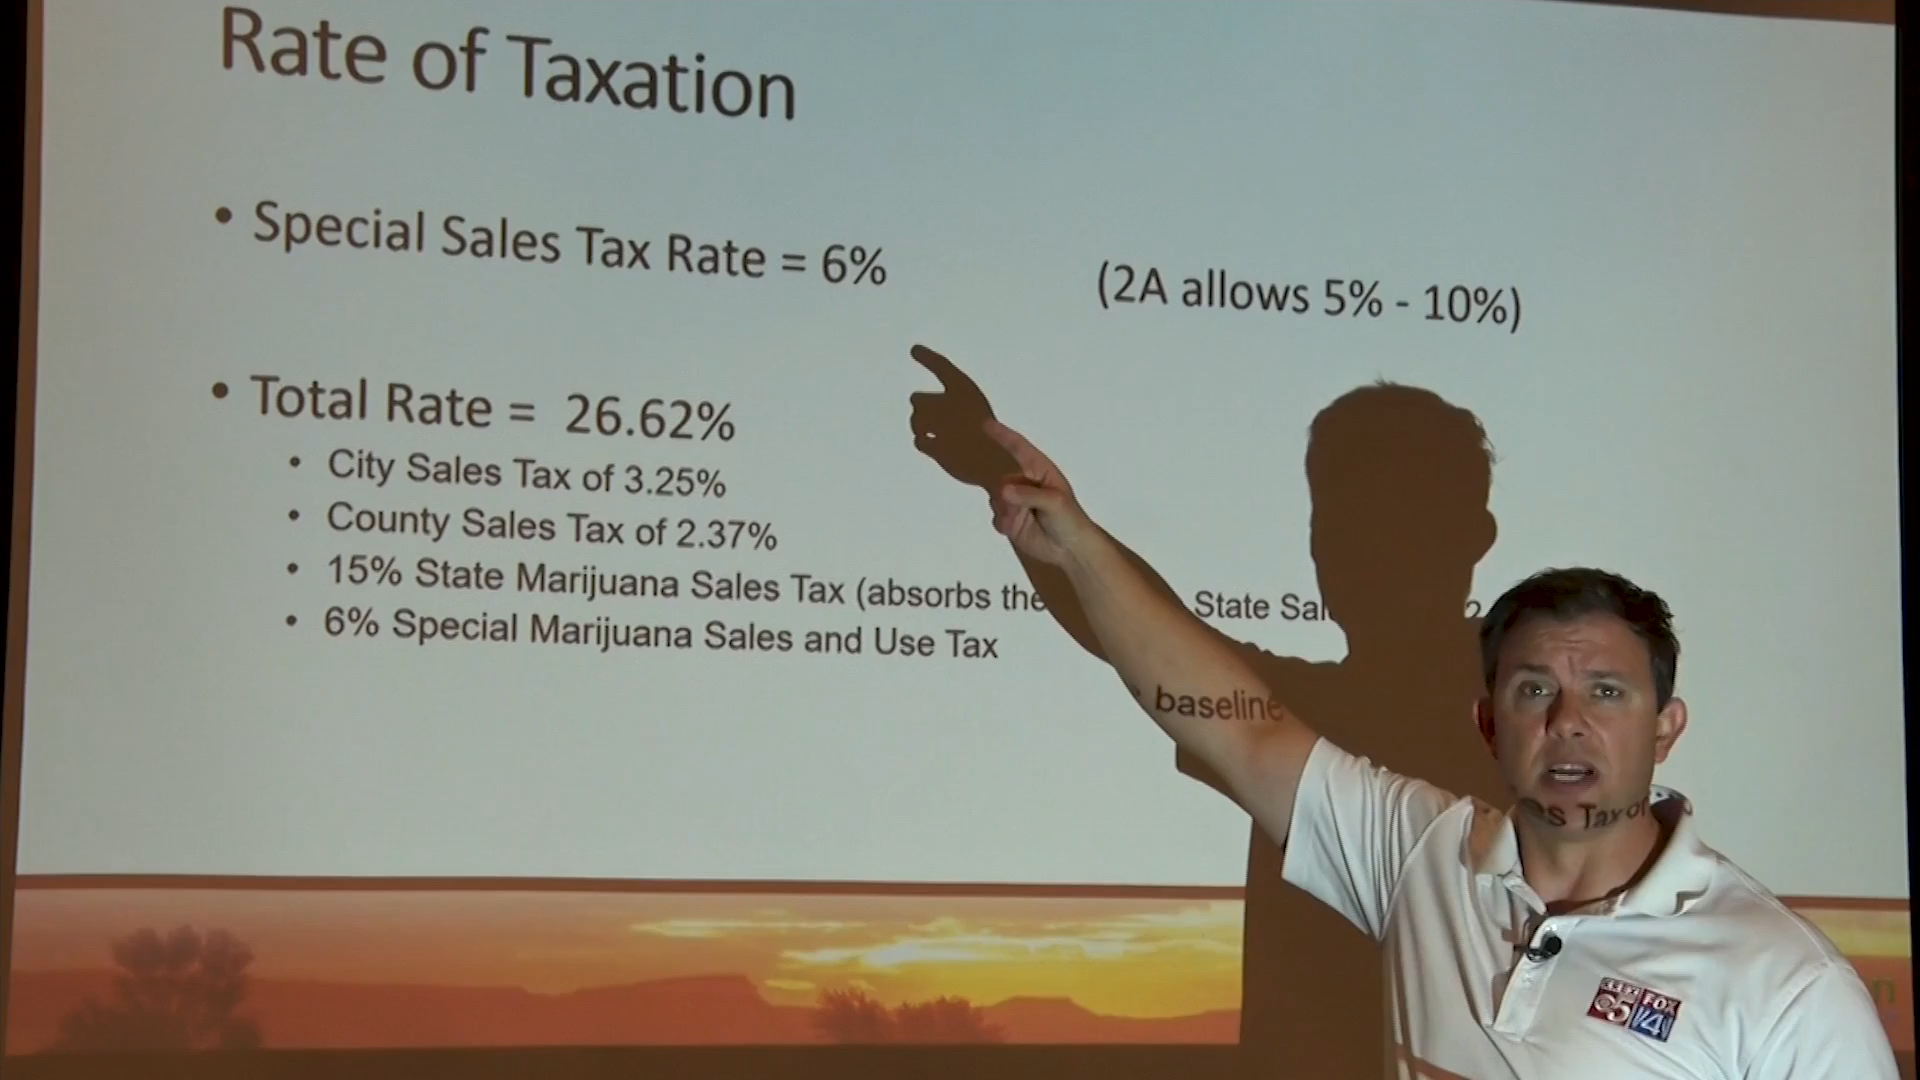 Rate of Taxation
• Special Sales Tax Rate = 6% (2A allows 5% - 10%)
• Total Rate = 26.62%
• City Sales Tax of 3.25%
• County Sales Tax of 2.37%
• 15% State Marijuana Sales Tax (absorbs the State
• 6% Special Marijuana Sales and Use Tax
baseline
Tax
5 FOX